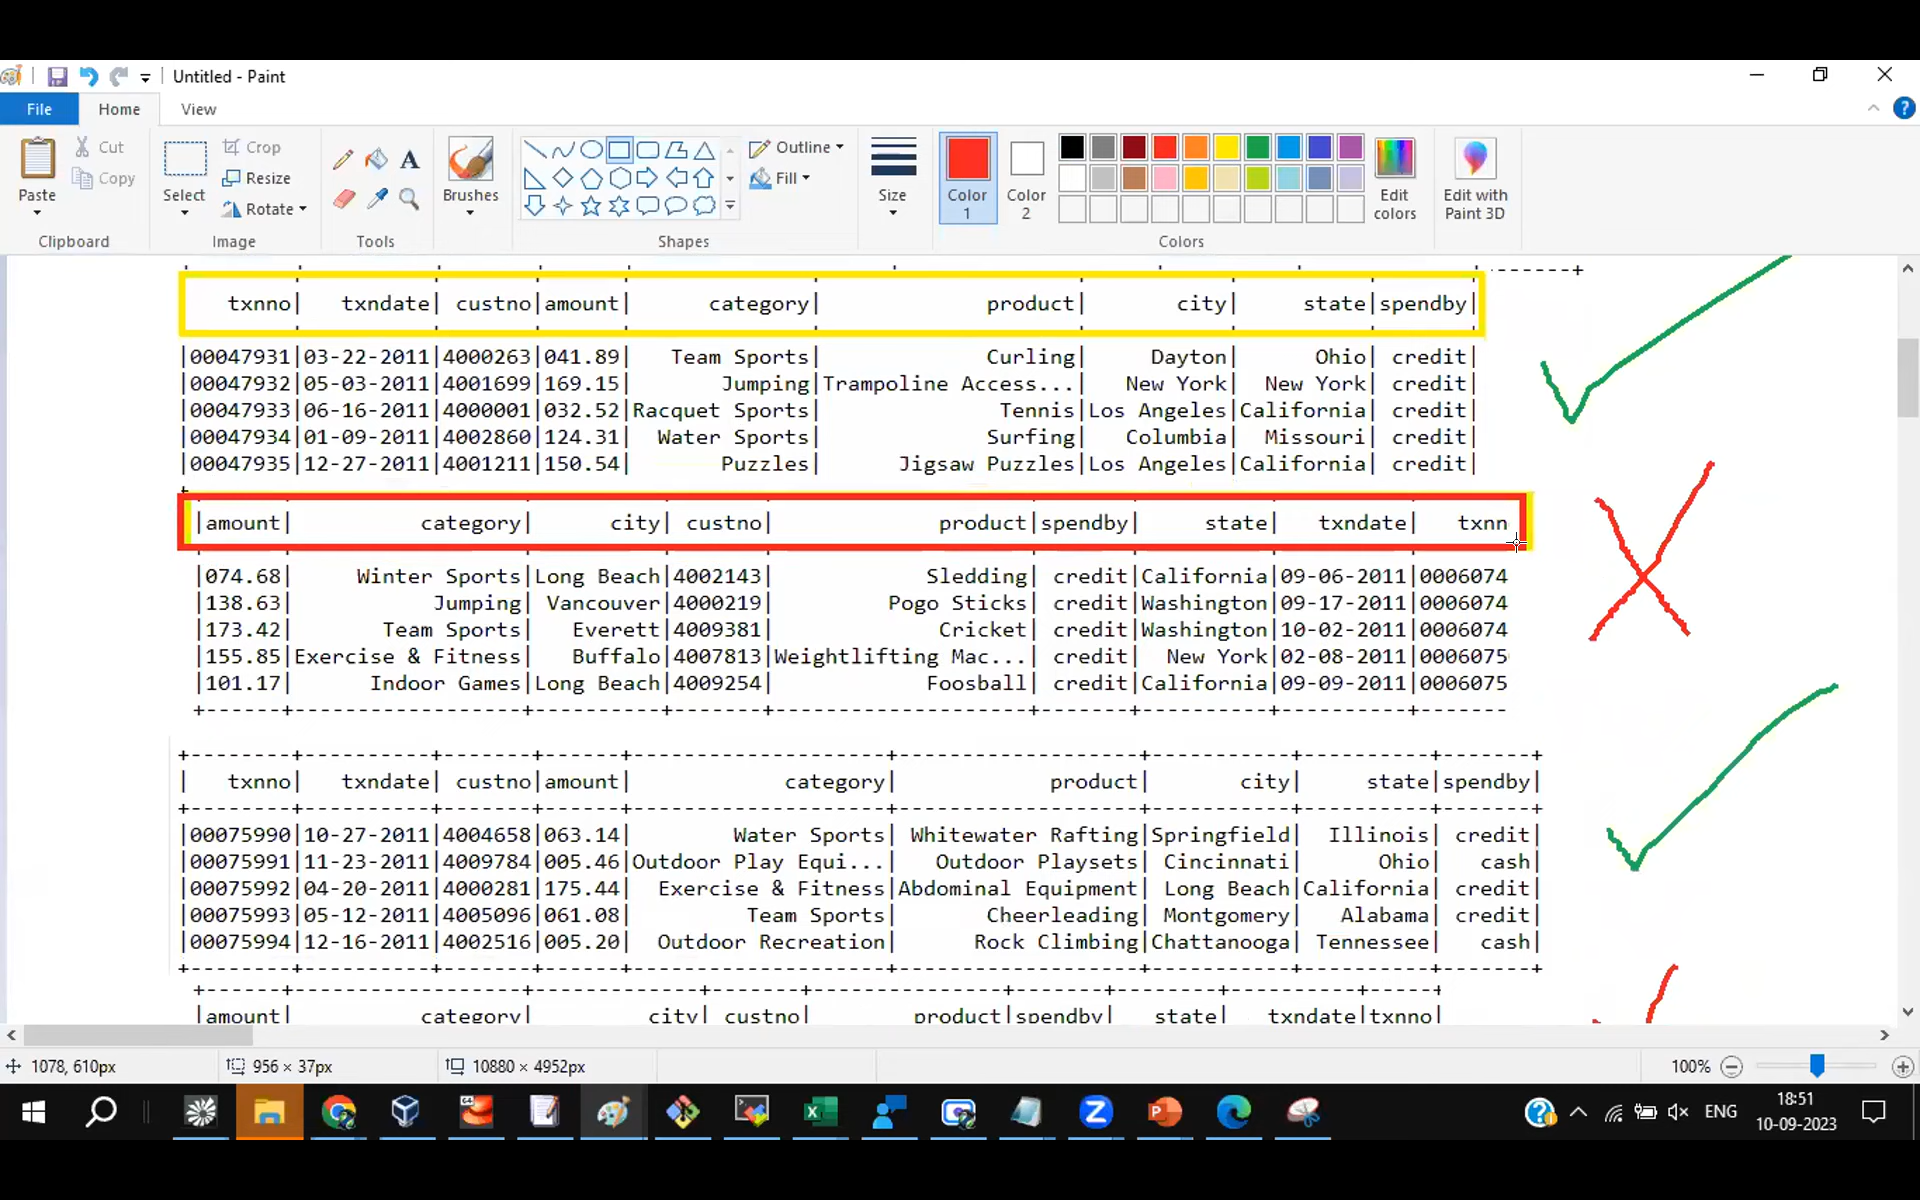 Untitled - Paint
File Home View
Paste Cut Copy Clipboard
Select Crop Resize Rotate Image
Tools
Brushes
Outline Fill Shapes
Size
Color 1 Color 2 Edit colors Colors
Edit with Paint 3D
-------+
txnno| txndate| custno|amount| category| product| city| state|spendby|
|00047931|03-22-2011|4000263|041.89| Team Sports| Curling| Dayton| Ohio| credit|
|00047932|05-03-2011|4001699|169.15| Jumping|Trampoline Access...| New York| New York| credit|
|00047933|06-16-2011|4000001|032.52|Racquet Sports| Tennis|Los Angeles|California| credit|
|00047934|01-09-2011|4002860|124.31| Water Sports| Surfing| Columbia| Missouri| credit|
|00047935|12-27-2011|4001211|150.54| Puzzles| Jigsaw Puzzles|Los Angeles|California| credit|
|amount| category| city| custno| product|spendby| state| txndate| txnn
|074.68| Winter Sports|Long Beach|4002143| Sledding| credit|California|09-06-2011|0006074
|138.63| Jumping| Vancouver|4000219| Pogo Sticks| credit|Washington|09-17-2011|0006074
|173.42| Team Sports| Everett|4009381| Cricket| credit|Washington|10-02-2011|0006074
|155.85|Exercise & Fitness| Buffalo|4007813|Weightlifting Mac...| credit| New York|02-08-2011|0006075
|101.17| Indoor Games|Long Beach|4009254| Foosball| credit|California|09-09-2011|0006075
+------+------------------+----------+-------+--------------------+-------+----------+----------+-------
+--------+----------+-------+------+--------------------+-------------------+-----------+----------+-------+
| txnno| txndate| custno|amount| category| product| city| state|spendby|
+--------+----------+-------+------+--------------------+-------------------+-----------+----------+-------+
|00075990|10-27-2011|4004658|063.14| Water Sports| Whitewater Rafting|Springfield| Illinois| credit|
|00075991|11-23-2011|4009784|005.46|Outdoor Play Equi...| Outdoor Playsets| Cincinnati| Ohio| cash|
|00075992|04-20-2011|4000281|175.44| Exercise & Fitness|Abdominal Equipment| Long Beach|California| credit|
|00075993|05-12-2011|4005096|061.08| Team Sports| Cheerleading| Montgomery| Alabama| credit|
|00075994|12-16-2011|4002516|005.20| Outdoor Recreation| Rock Climbing|Chattanooga| Tennessee| cash|
+--------+----------+-------+------+--------------------+-------------------+-----------+----------+-------+
+------+------------------+-------------+-------+---------------+-------+--------+----------+-----+
|amount| category| city| custno| product|spendby| state| txndate|txnno|
1078, 610px 956 × 37px 10880 × 4952px 100%
64
ENG 18:51
10-09-2023